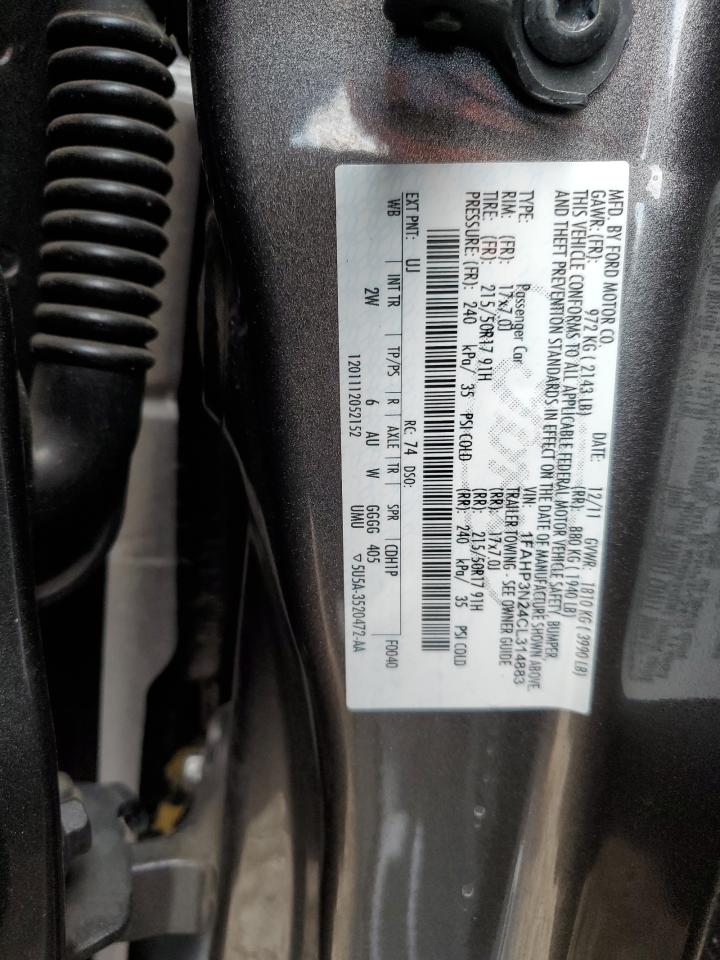 MFD. BY FORD MOTOR CO.
DATE: 12/11 GVWR: 1810 KG ( 3990 LB)
GAWR: (FR): 972 KG ( 2143 LB) (RR): 880 KG ( 1940 LB)
THIS VEHICLE CONFORMS TO ALL APPLICABLE FEDERAL MOTOR VEHICLE SAFETY, BUMPER,
AND THEFT PREVENTION STANDARDS IN EFFECT ON THE DATE OF MANUFACTURE SHOWN ABOVE.
VIN: 1FAHP3N24CL314883
TYPE: Passenger Car TRAILER TOWING - SEE OWNER GUIDE
RIM: (FR): 17x7.0J (RR): 17x7.0J
TIRE: (FR): 215/50R17 91H (RR): 215/50R17 91H
PRESSURE: (FR): 240 kPa/ 35 PSI COLD (RR): 240 kPa/ 35 PSI COLD
EXT PNT: UJ RC: 74 DSO: F0040
WB INT TR TP/PS R AXLE TR SPR CDH1P
2W 6 AU W GGGG 405
UMU
1201112052152 ▽5U5A-3520472-AA